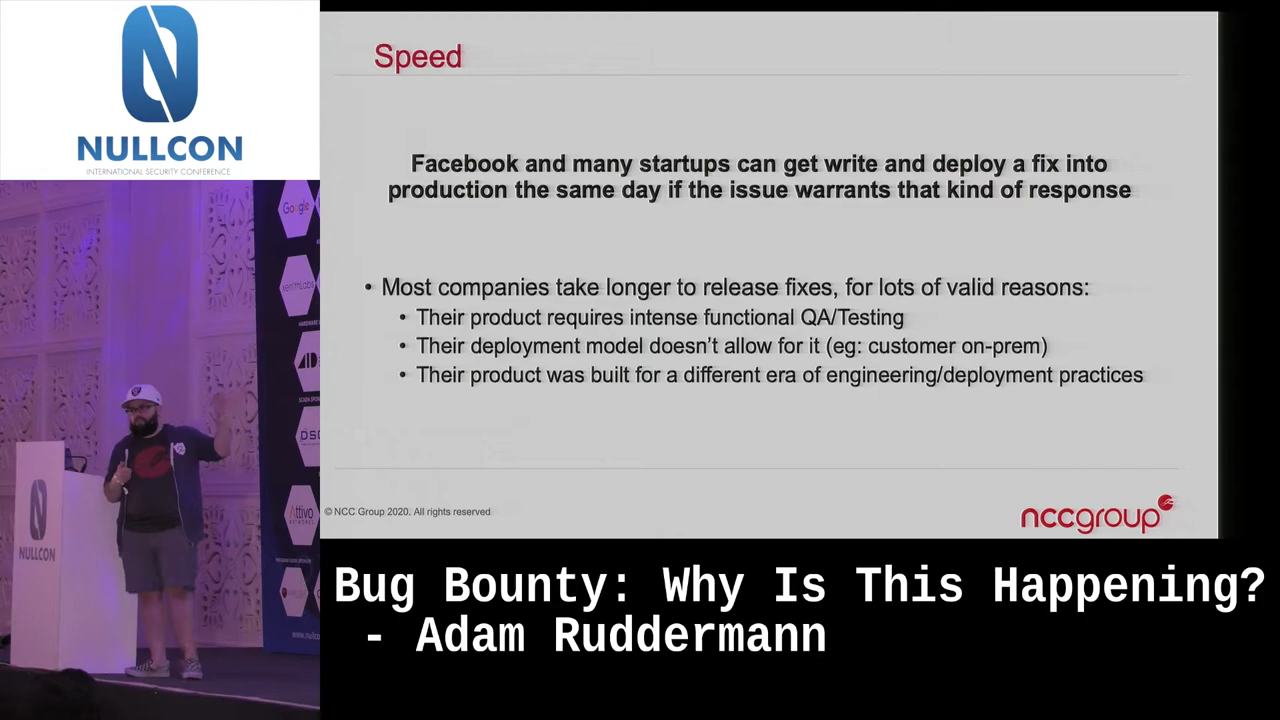 NULLCON
INTERNATIONAL SECURITY CONFERENCE
Google
Attivo
NULLCON
Speed
Facebook and many startups can get write and deploy a fix into
production the same day if the issue warrants that kind of response
• Most companies take longer to release fixes, for lots of valid reasons:
• Their product requires intense functional QA/Testing
• Their deployment model doesn't allow for it (eg: customer on-prem)
• Their product was built for a different era of engineering/deployment practices
© NCC Group 2020. All rights reserved
nccgroup
Bug Bounty: Why Is This Happening?
- Adam Ruddermann